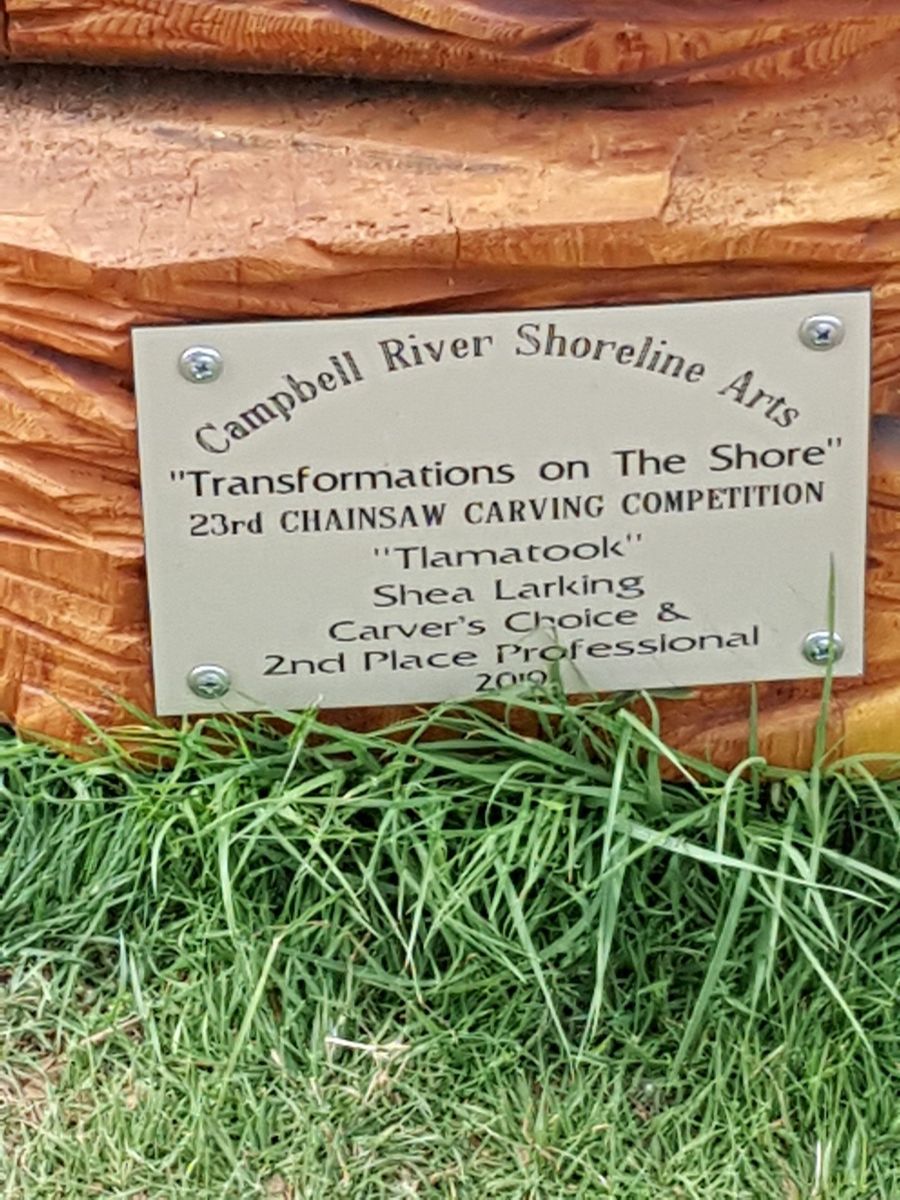 Campbell River Shoreline Arts
"Transformations on The Shore"
23rd CHAINSAW CARVING COMPETITION
"Tlamatook"
Shea Larking
Carver's Choice &
2nd Place Professional
2019